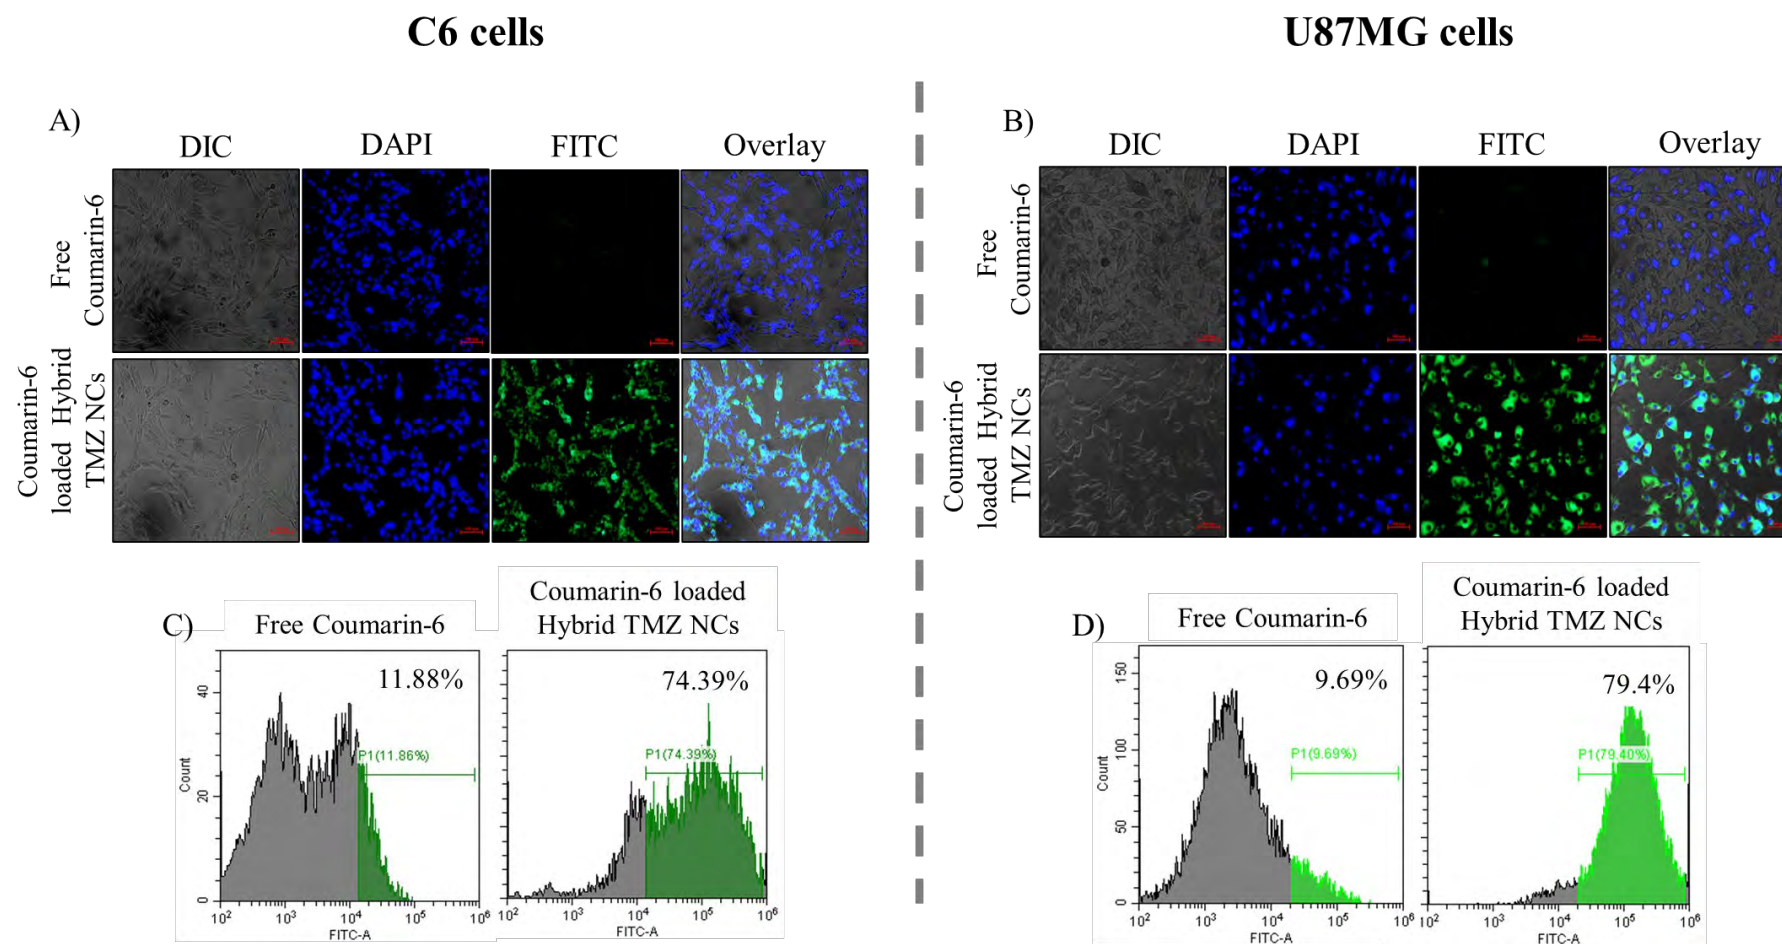 C6 cells
U87MG cells
A)
DIC
DAPI
FITC
Overlay
Free
Coumarin-6
Coumarin-6
loaded Hybrid
TMZ NCs
B)
DIC
DAPI
FITC
Overlay
Free
Coumarin-6
Coumarin-6
loaded Hybrid
TMZ NCs
C)
Free Coumarin-6
Coumarin-6 loaded
Hybrid TMZ NCs
11.88%
P1(11.86%)
Count
40
20
0
10² 10³ 10⁴ 10⁵ 10⁶
FITC-A
74.39%
P1(74.39%)
10² 10³ 10⁴ 10⁵ 10⁶
FITC-A
D)
Free Coumarin-6
Coumarin-6 loaded
Hybrid TMZ NCs
9.69%
P1(9.69%)
Count
150
100
50
0
10² 10³ 10⁴ 10⁵ 10⁶
FITC-A
79.4%
P1(79.40%)
10² 10³ 10⁴ 10⁵ 10⁶
FITC-A